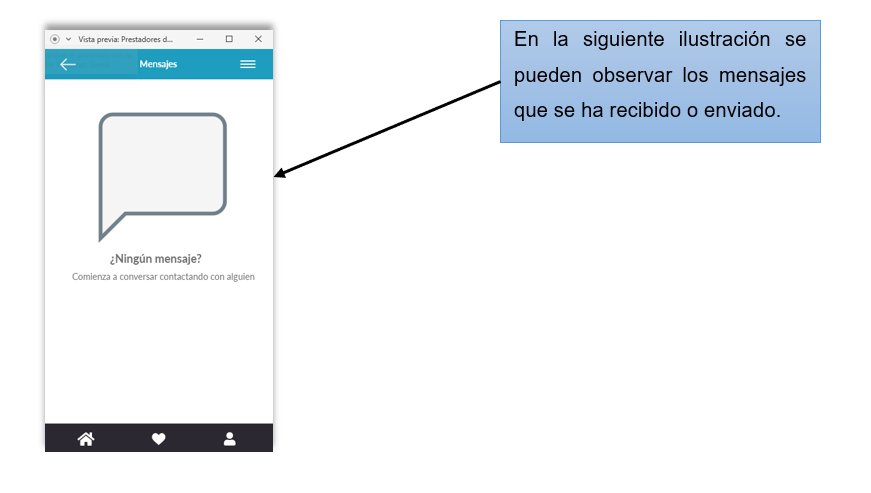 Vista previa: Prestadores d...
Mensajes
¿Ningún mensaje?
Comienza a conversar contactando con alguien
En la siguiente ilustración se
pueden observar los mensajes
que se ha recibido o enviado.